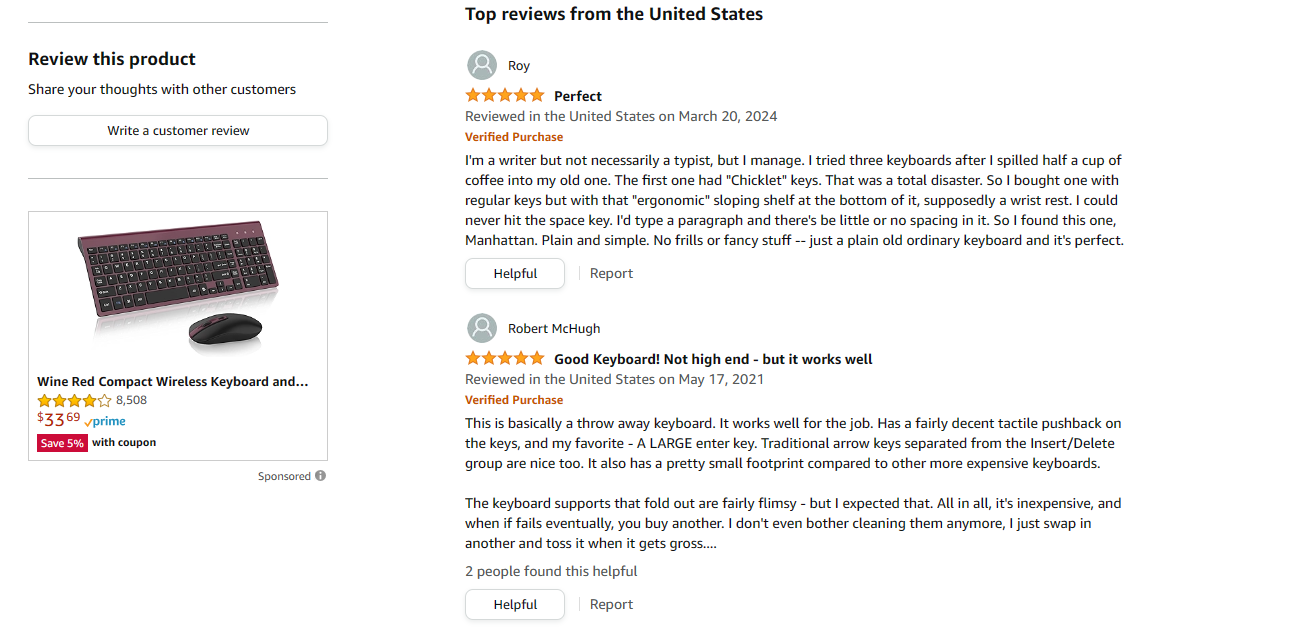 Review this product
Share your thoughts with other customers
Write a customer review
Wine Red Compact Wireless Keyboard and...
8,508
$33 69 prime
Save 5% with coupon
Sponsored
Top reviews from the United States
Roy
Perfect
Reviewed in the United States on March 20, 2024
Verified Purchase
I'm a writer but not necessarily a typist, but I manage. I tried three keyboards after I spilled half a cup of
coffee into my old one. The first one had "Chicklet" keys. That was a total disaster. So I bought one with
regular keys but with that "ergonomic" sloping shelf at the bottom of it, supposedly a wrist rest. I could
never hit the space key. I'd type a paragraph and there's be little or no spacing in it. So I found this one,
Manhattan. Plain and simple. No frills or fancy stuff -- just a plain old ordinary keyboard and it's perfect.
Helpful
Report
Robert McHugh
Good Keyboard! Not high end - but it works well
Reviewed in the United States on May 17, 2021
Verified Purchase
This is basically a throw away keyboard. It works well for the job. Has a fairly decent tactile pushback on
the keys, and my favorite - A LARGE enter key. Traditional arrow keys separated from the Insert/Delete
group are nice too. It also has a pretty small footprint compared to other more expensive keyboards.
The keyboard supports that fold out are fairly flimsy - but I expected that. All in all, it's inexpensive, and
when if fails eventually, you buy another. I don't even bother cleaning them anymore, I just swap in
another and toss it when it gets gross....
2 people found this helpful
Helpful
Report